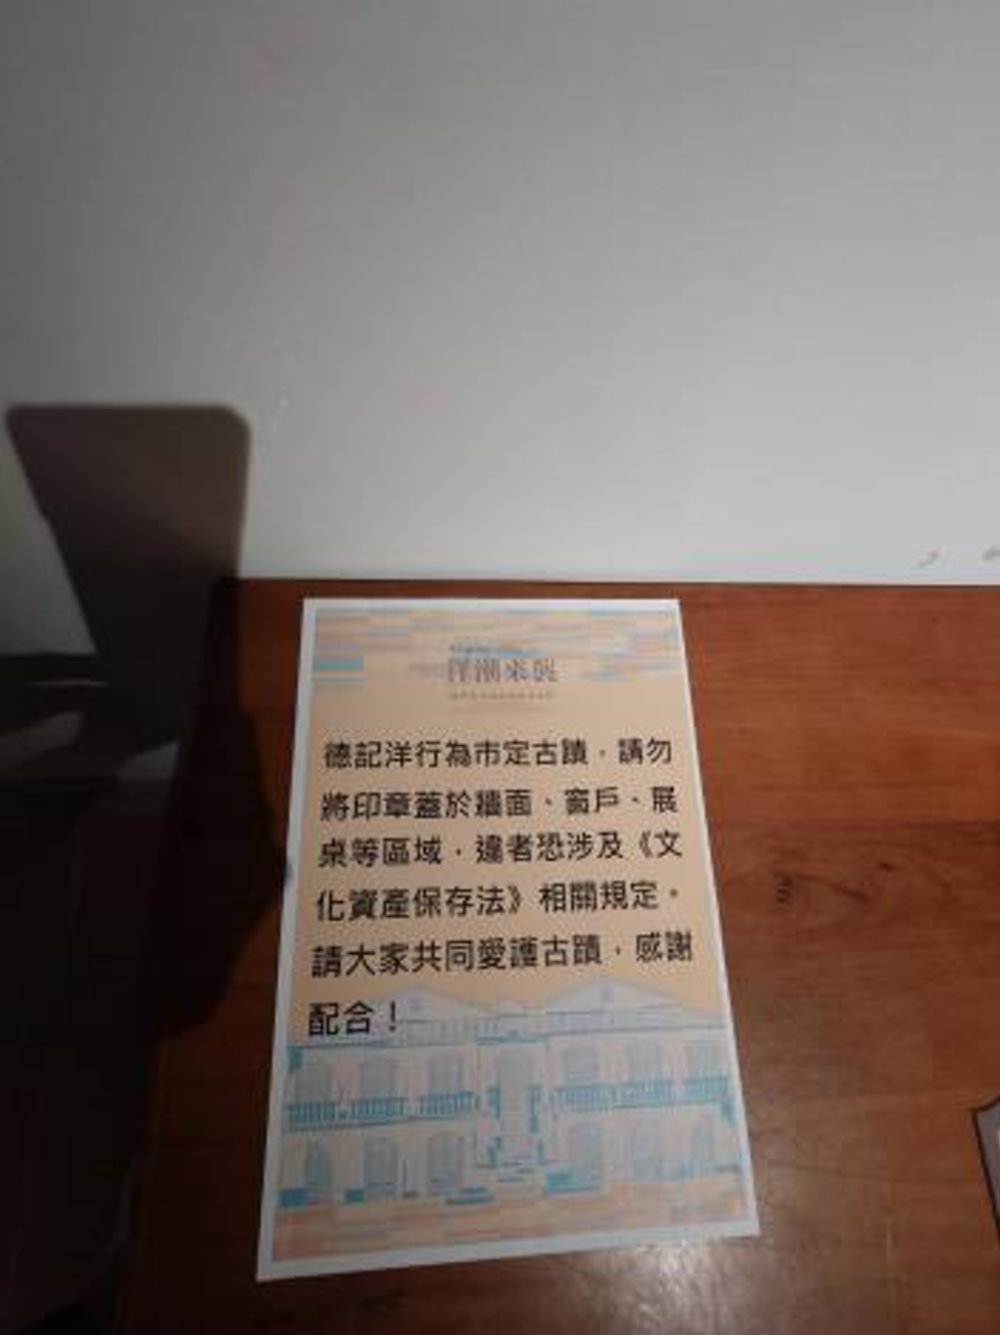 洋潮來襲
德記洋行為市定古蹟，請勿
將印章蓋於牆面、窗戶、展
桌等區域，違者恐涉及《文
化資產保存法》相關規定。
請大家共同愛護古蹟，感謝
配合！